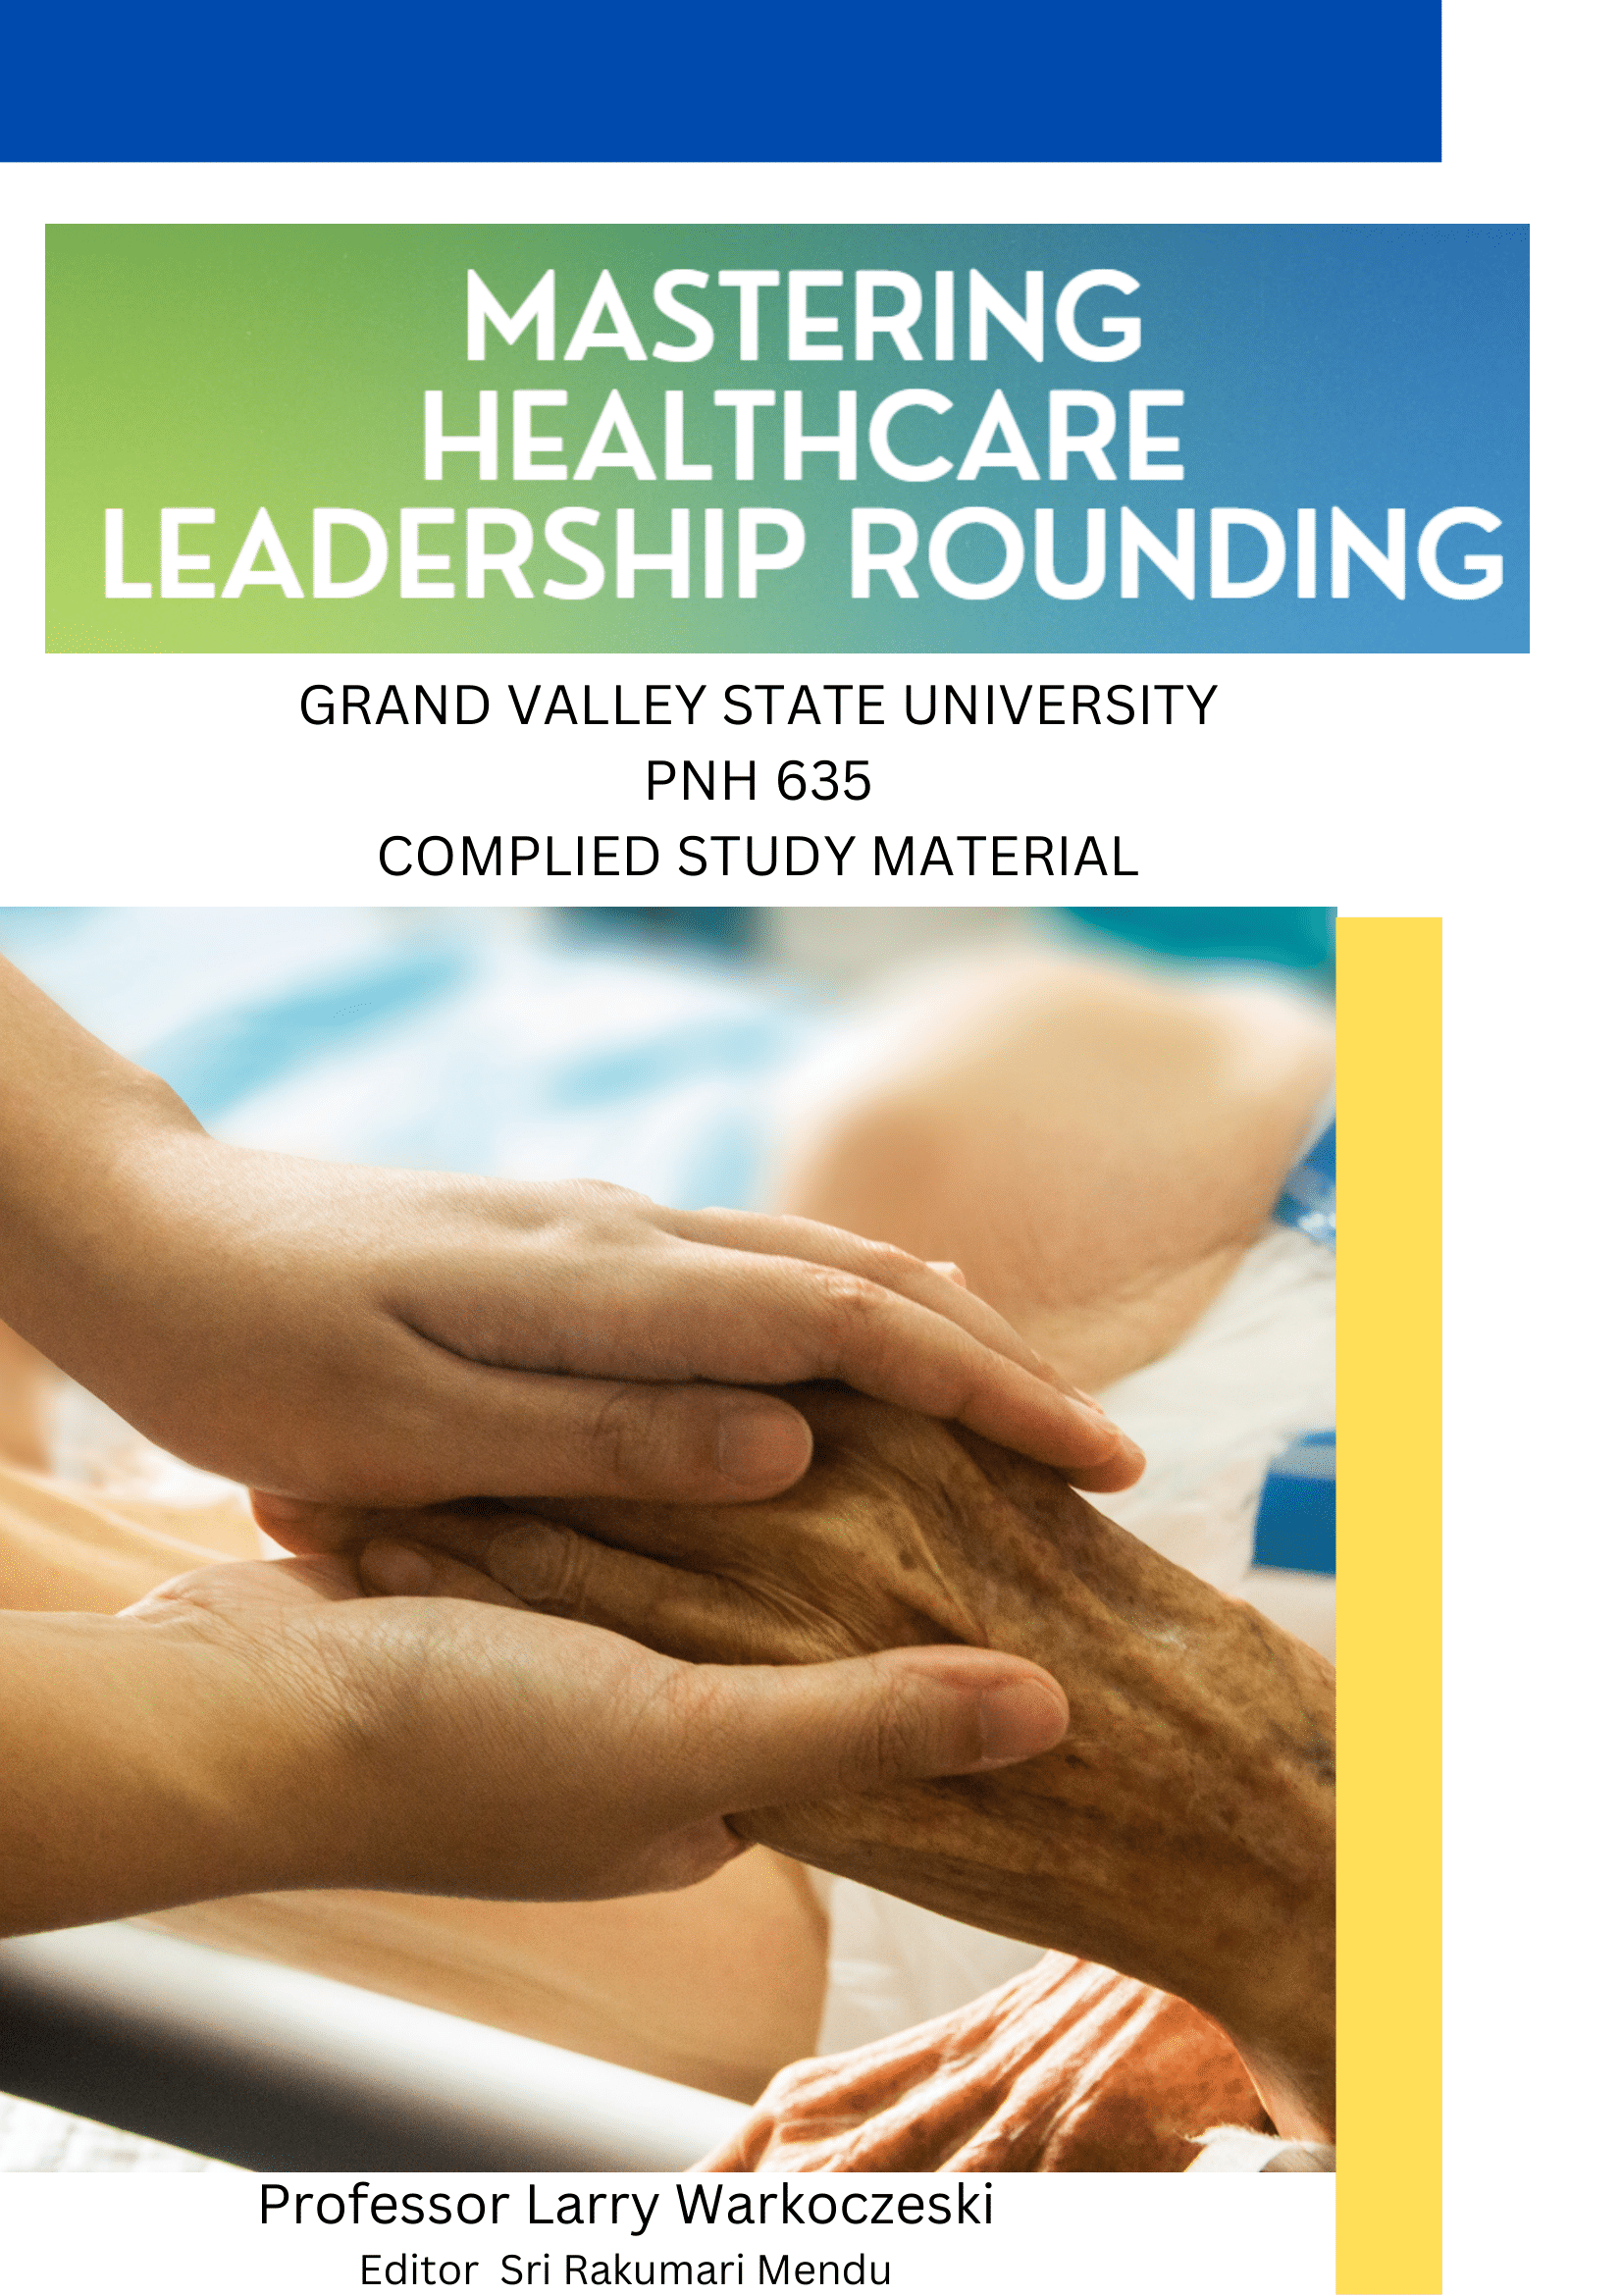 MASTERING
HEALTHCARE
LEADERSHIP ROUNDING
GRAND VALLEY STATE UNIVERSITY
PNH 635
COMPLIED STUDY MATERIAL
Professor Larry Warkoczeski
Editor Sri Rakumari Mendu